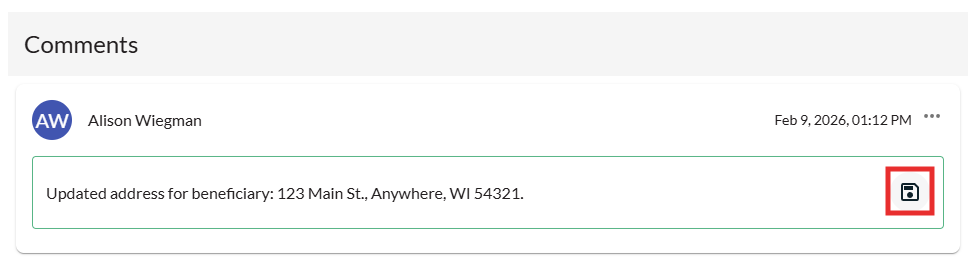 Comments
AW Alison Wiegman Feb 9, 2026, 01:12 PM
Updated address for beneficiary: 123 Main St., Anywhere, WI 54321.